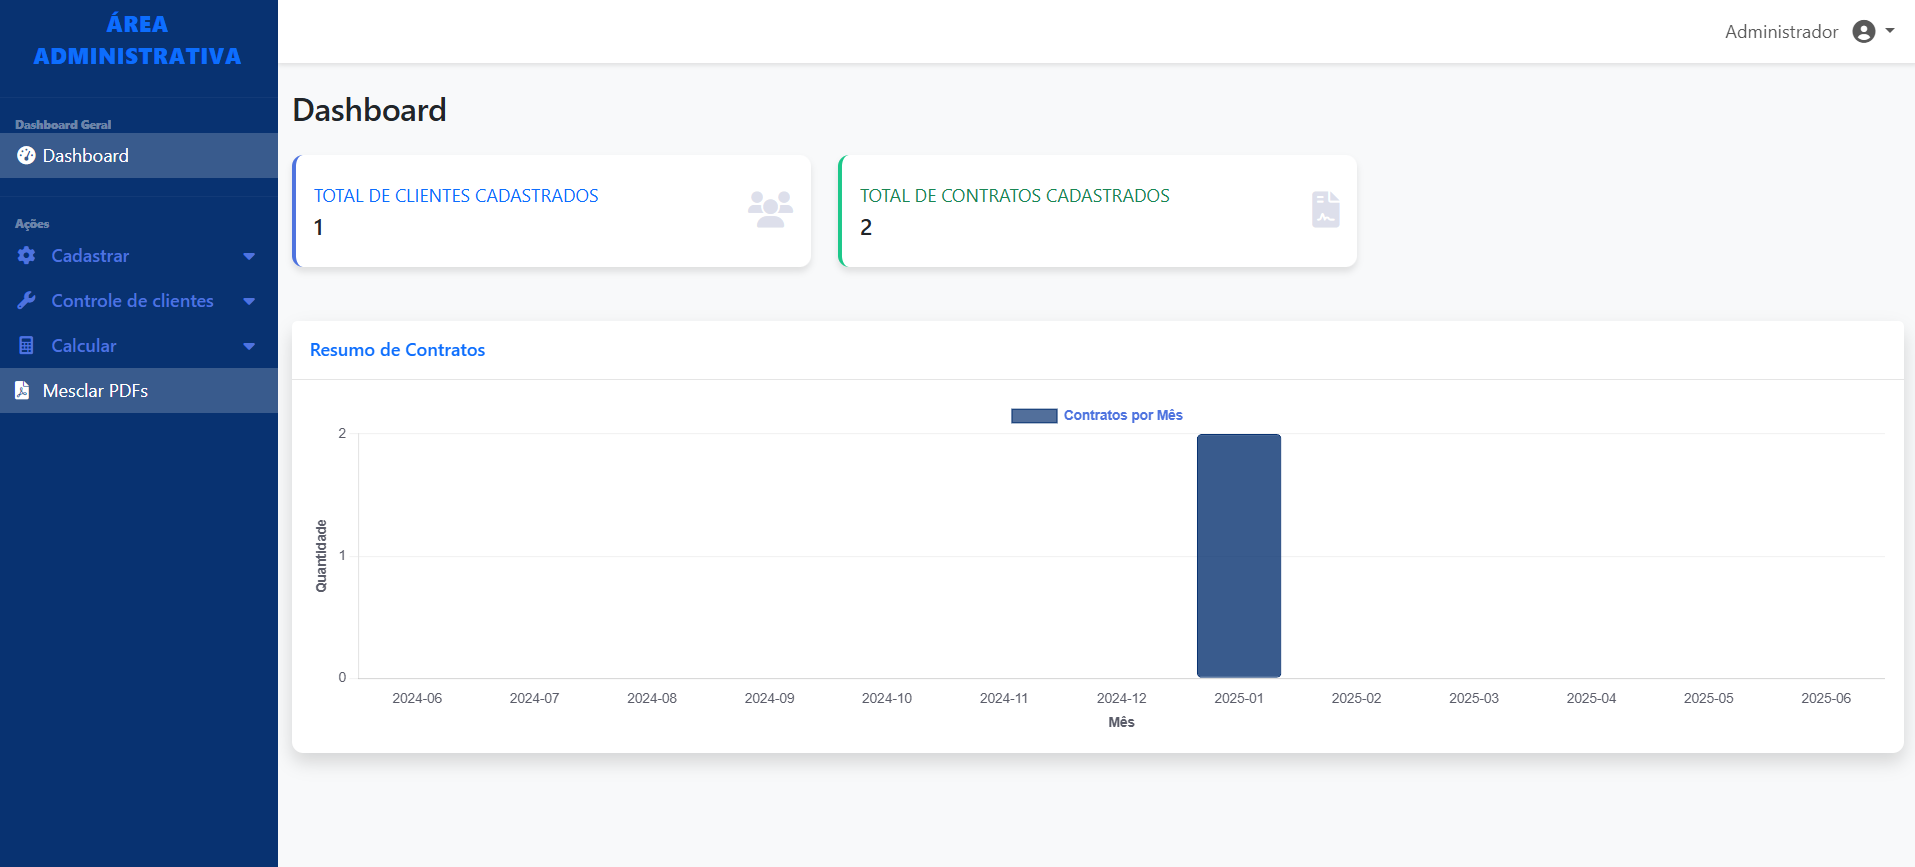 ÁREA
ADMINISTRATIVA
Dashboard Geral
Dashboard
Ações
Cadastrar
Controle de clientes
Calcular
Mesclar PDFs
Administrador
Dashboard
TOTAL DE CLIENTES CADASTRADOS
1
TOTAL DE CONTRATOS CADASTRADOS
2
Resumo de Contratos
Contratos por Mês
Quantidade
2
1
0
2024-06 2024-07 2024-08 2024-09 2024-10 2024-11 2024-12 2025-01 2025-02 2025-03 2025-04 2025-05 2025-06
Mês